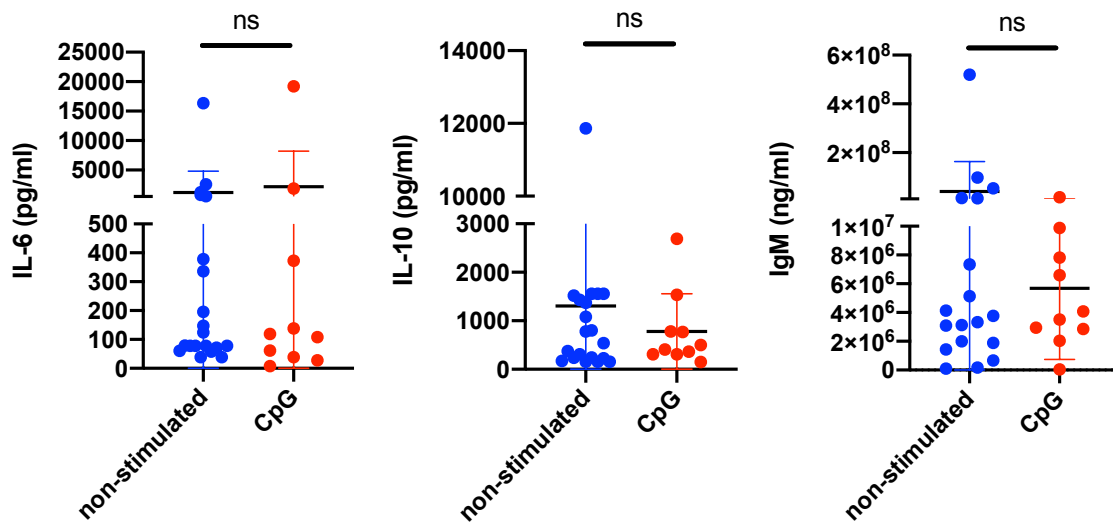 ns
IL-6 (pg/ml)
25000
20000
15000
10000
5000
500
400
300
200
100
0
non-stimulated
CpG
ns
IL-10 (pg/ml)
14000
12000
10000
3000
2000
1000
0
non-stimulated
CpG
ns
IgM (ng/ml)
6×10⁸
4×10⁸
2×10⁸
1×10⁷
8×10⁶
6×10⁶
4×10⁶
2×10⁶
0
non-stimulated
CpG